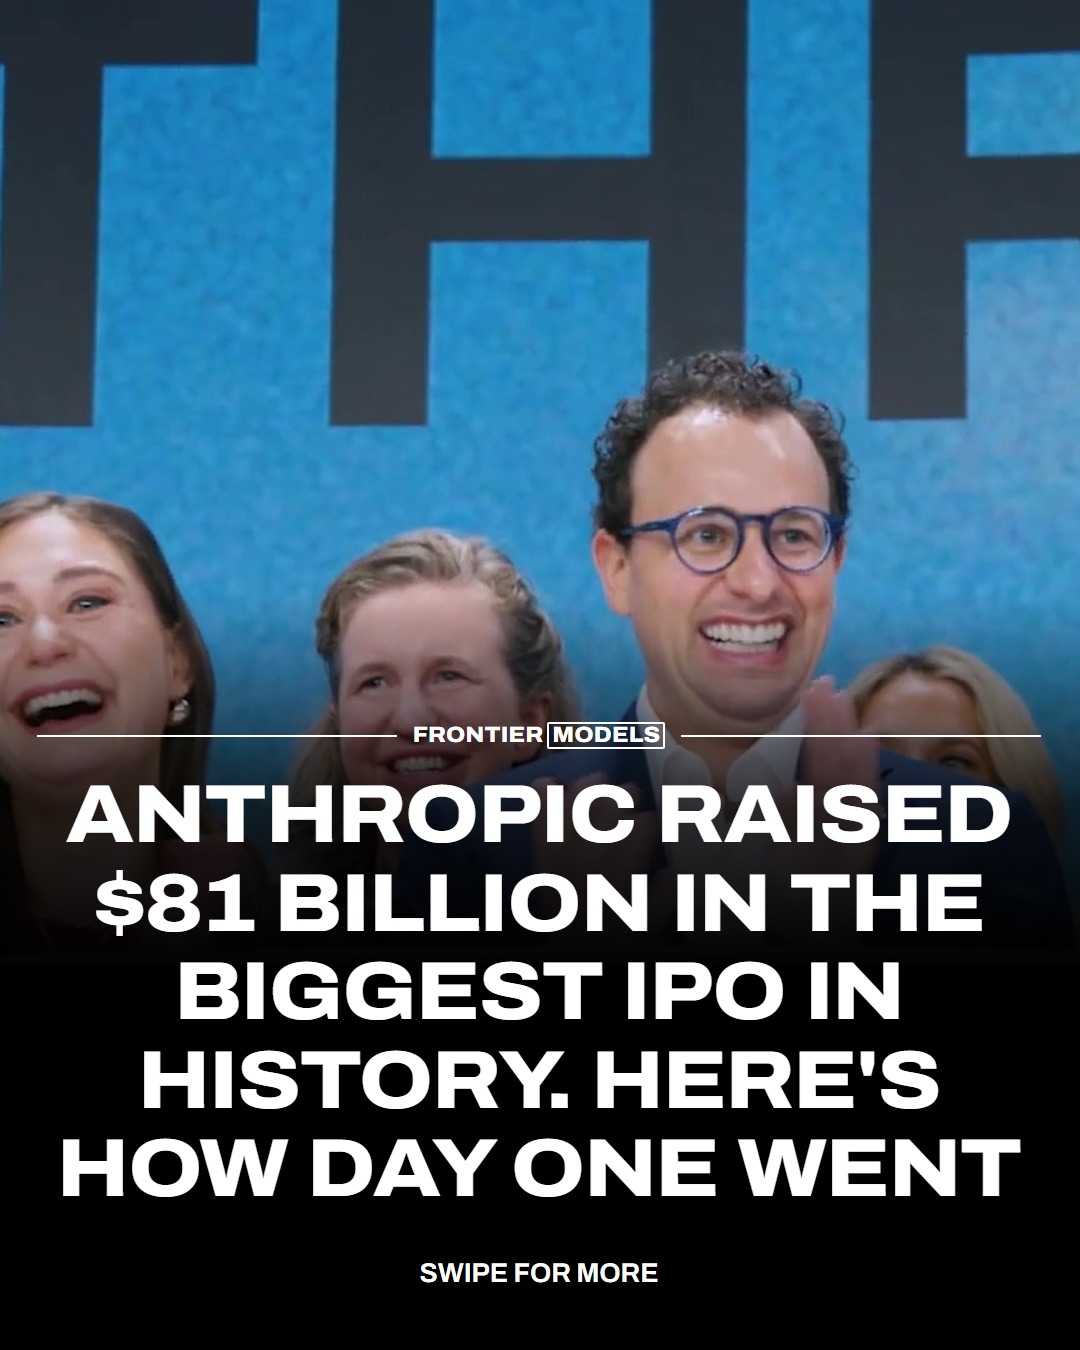 THR
FRONTIER MODELS
ANTHROPIC RAISED
$81 BILLION IN THE
BIGGEST IPO IN
HISTORY. HERE'S
HOW DAY ONE WENT
SWIPE FOR MORE